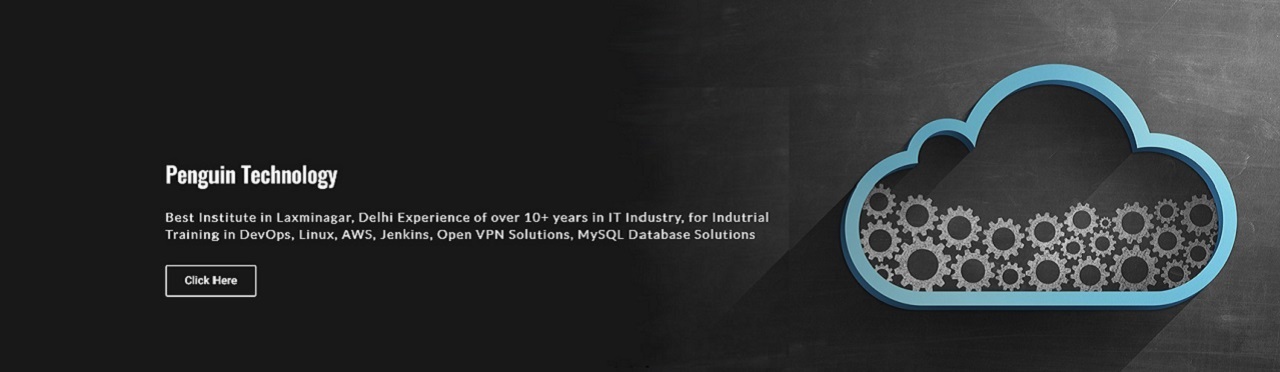 Penguin Technology
Best Institute in Laxminagar, Delhi Experience of over 10+ years in IT Industry, for Indutrial
Training in DevOps, Linux, AWS, Jenkins, Open VPN Solutions, MySQL Database Solutions
Click Here